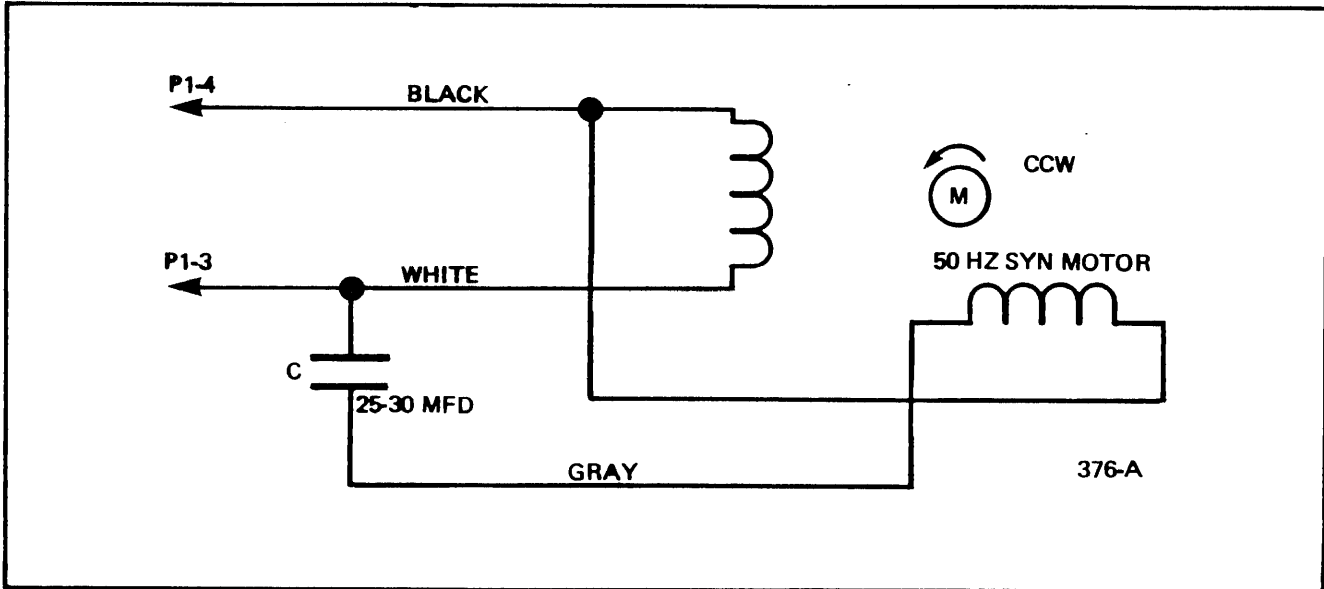 P1-4
BLACK
CCW
M
P1-3
WHITE
50 HZ SYN MOTOR
C
25-30 MFD
GRAY
376-A